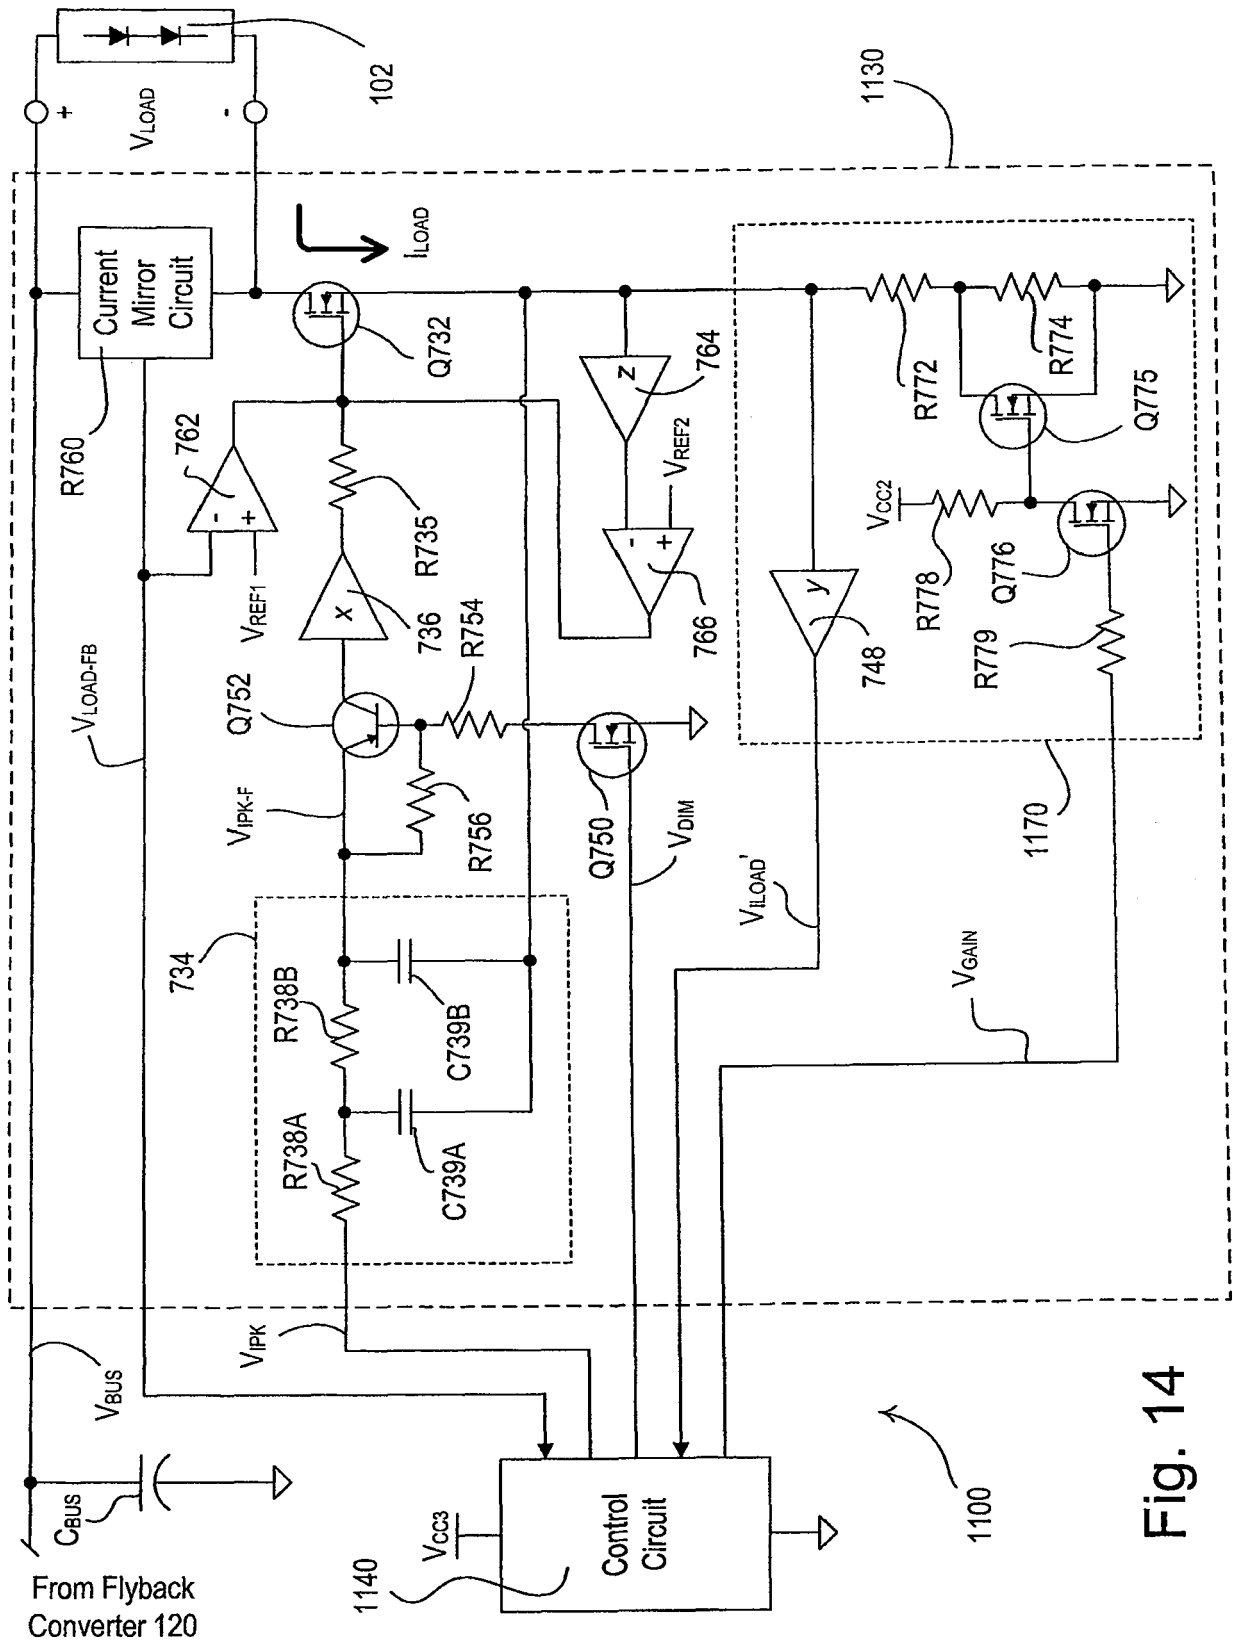 From Flyback
Converter 120
CBUS
VBUS
VLOAD-FB
R760
Current
Mirror
Circuit
+
VLOAD
-
102
1130
762
-
+
VREF1
ILOAD
Q732
R735
x
736
Q752
VIPK-F
R754
R756
734
R738A
R738B
C739A
C739B
VIPK
z
764
-
+
VREF2
766
Q750
VDIM
y
748
VILOAD'
R772
R774
Q775
VCC2
R778
Q776
R779
1170
VGAIN
VCC3
1140
Control
Circuit
1100
Fig. 14